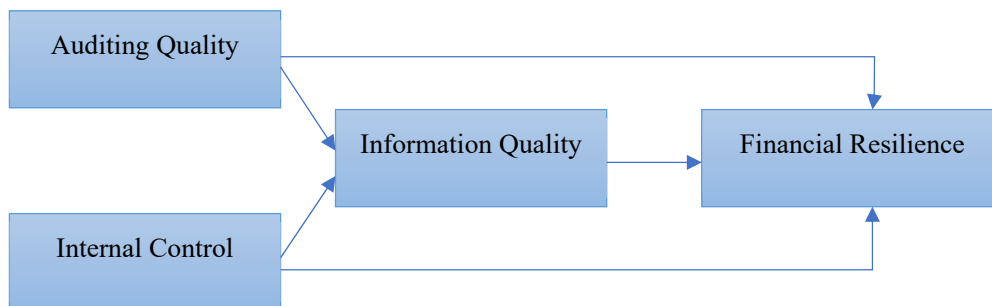 Auditing Quality
Information Quality
Financial Resilience
Internal Control